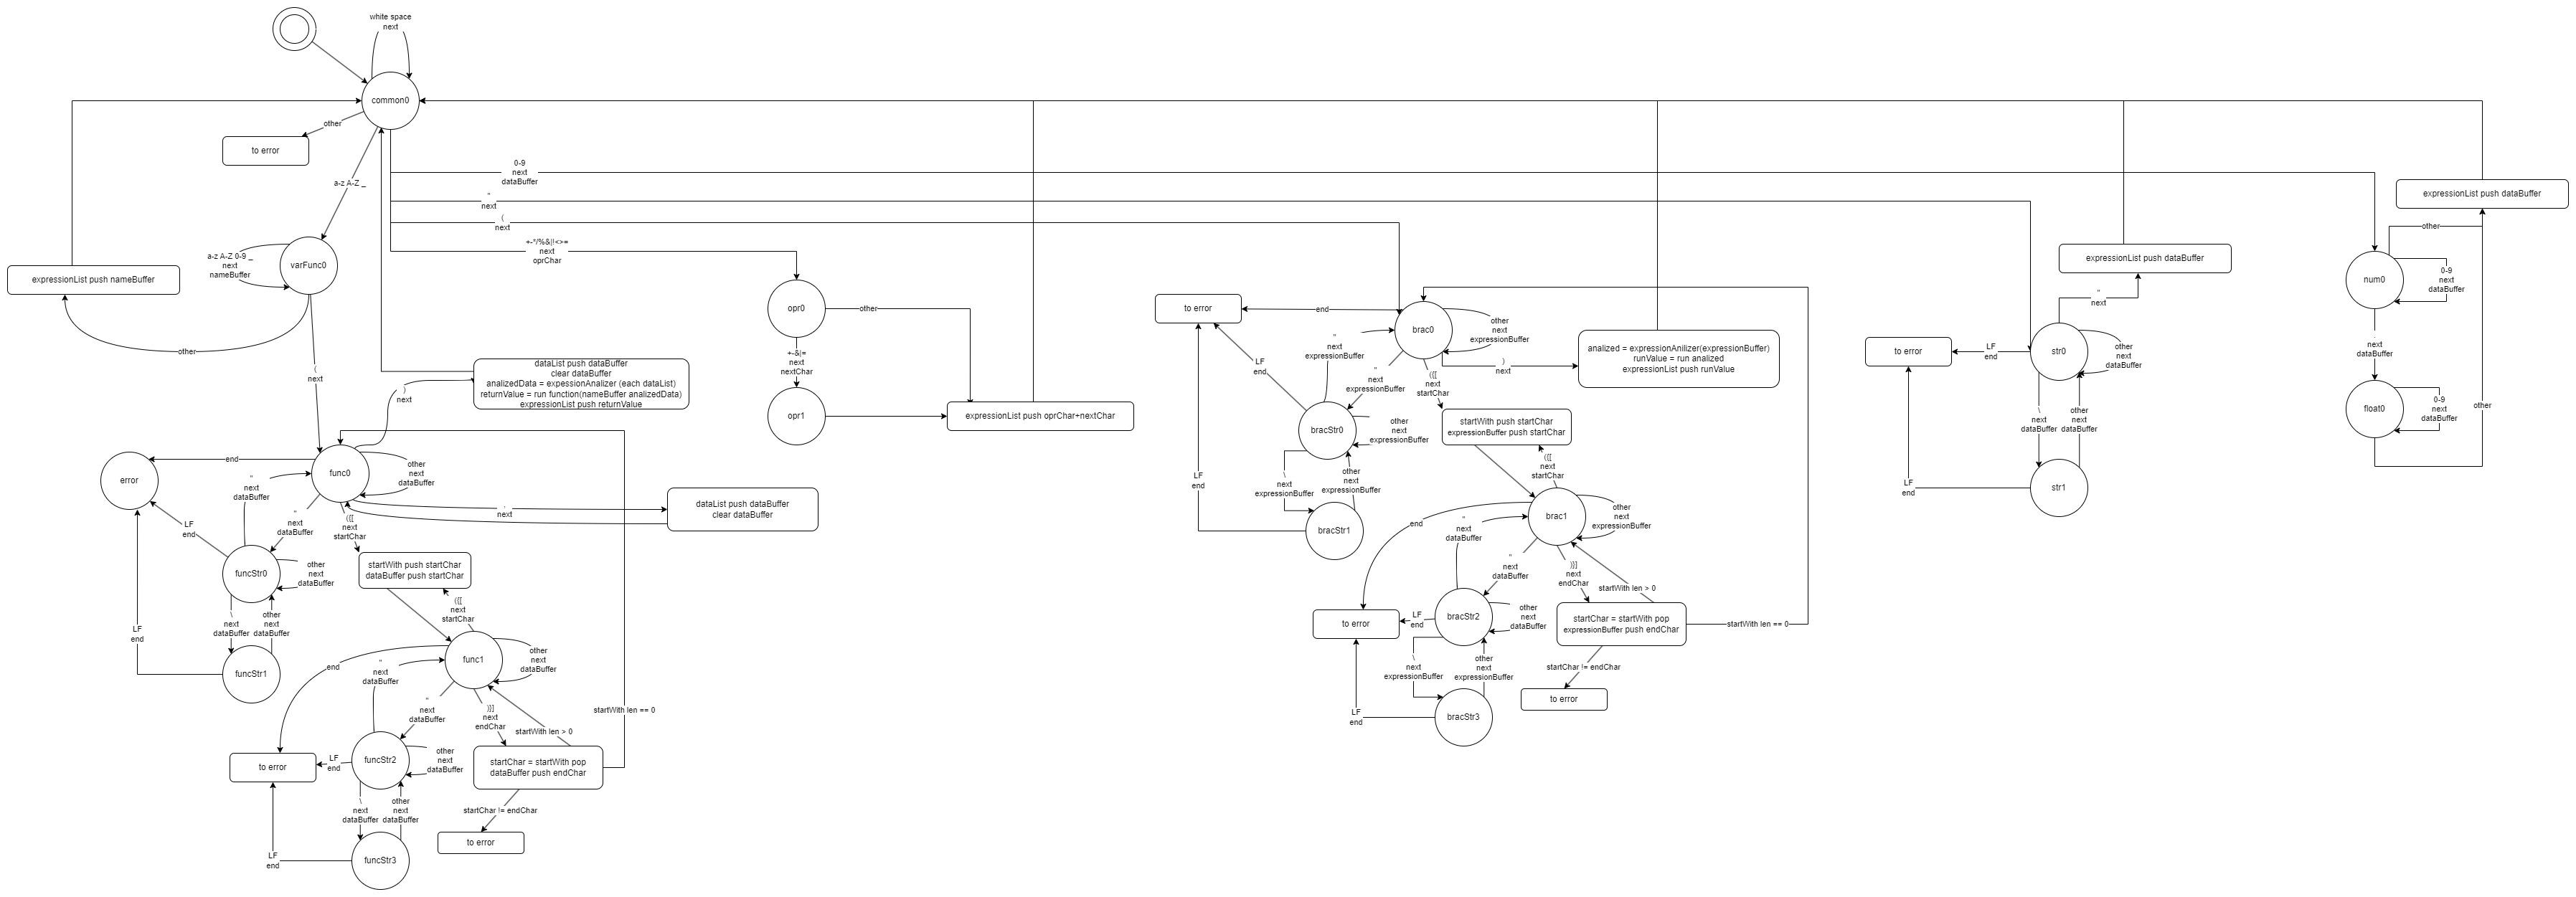 white space
next
common0
other
to error
a-z A-Z _
0-9
next
dataBuffer
"
next
(
next
+-*/%&|!<>=
next
oprChar
expressionList push nameBuffer
a-z A-Z 0-9 _
next
nameBuffer
varFunc0
other
(
next
dataList push dataBuffer
clear dataBuffer
analizedData = expessionAnalizer (each dataList)
returnValue = run function(nameBuffer analizedData)
expressionList push returnValue
)
next
opr0
other
+-&|=
next
nextChar
opr1
expressionList push oprChar+nextChar
error
end
func0
other
next
dataBuffer
"
next
dataBuffer
"
next
dataBuffer
,
next
dataList push dataBuffer
clear dataBuffer
({[
next
startChar
LF
end
funcStr0
other
next
dataBuffer
\
next
dataBuffer
other
next
dataBuffer
LF
end
funcStr1
startWith push startChar
dataBuffer push startChar
({[
next
startChar
func1
other
next
dataBuffer
end
"
next
dataBuffer
"
next
dataBuffer
)}]
next
endChar
startWith len > 0
startWith len == 0
startChar = startWith pop
dataBuffer push endChar
startChar != endChar
to error
to error
LF
end
funcStr2
other
next
dataBuffer
\
next
dataBuffer
other
next
dataBuffer
LF
end
funcStr3
to error
end
brac0
other
next
expressionBuffer
)
next
analized = expressionAnilizer(expressionBuffer)
runValue = run analized
expressionList push runValue
"
next
expressionBuffer
"
next
expressionBuffer
({[
next
startChar
LF
end
bracStr0
other
next
expressionBuffer
\
next
expressionBuffer
other
next
expressionBuffer
LF
end
bracStr1
startWith push startChar
expressionBuffer push startChar
({[
next
startChar
brac1
other
next
expressionBuffer
end
"
next
dataBuffer
"
next
dataBuffer
)}]
next
endChar
startWith len > 0
startWith len == 0
startChar = startWith pop
expressionBuffer push endChar
startChar != endChar
to error
to error
LF
end
bracStr2
other
next
dataBuffer
\
next
expressionBuffer
other
next
expressionBuffer
LF
end
bracStr3
expressionList push dataBuffer
"
next
to error
LF
end
str0
other
next
dataBuffer
\
next
dataBuffer
other
next
dataBuffer
LF
end
str1
expressionList push dataBuffer
other
num0
0-9
next
dataBuffer
.
next
dataBuffer
float0
0-9
next
dataBuffer
other